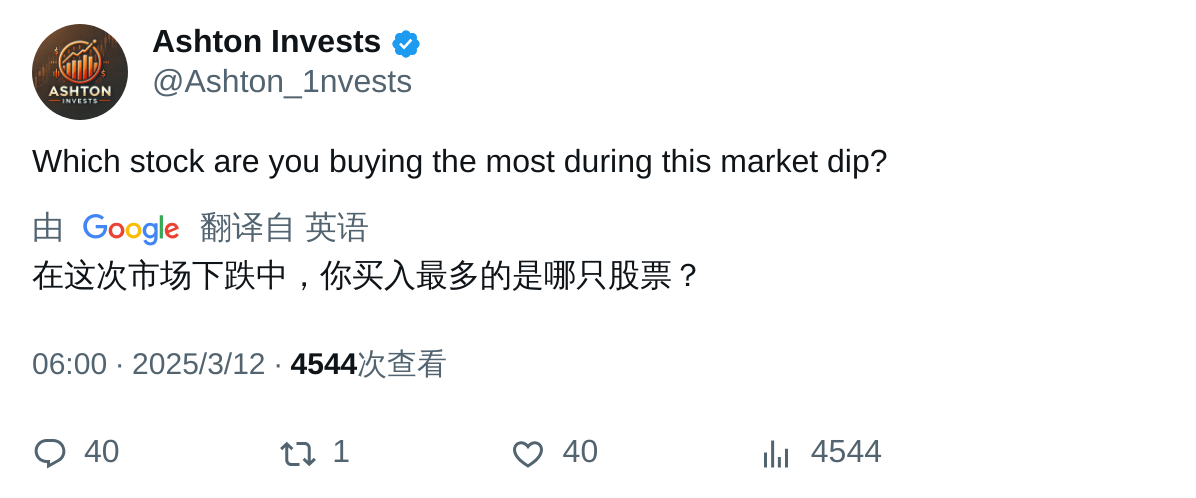 ASHTON
INVESTS
Ashton Invests
@Ashton_1nvests
Which stock are you buying the most during this market dip?
由 Google 翻译自 英语
在这次市场下跌中，你买入最多的是哪只股票？
06:00 · 2025/3/12 · 4544次查看
40 1 40 4544